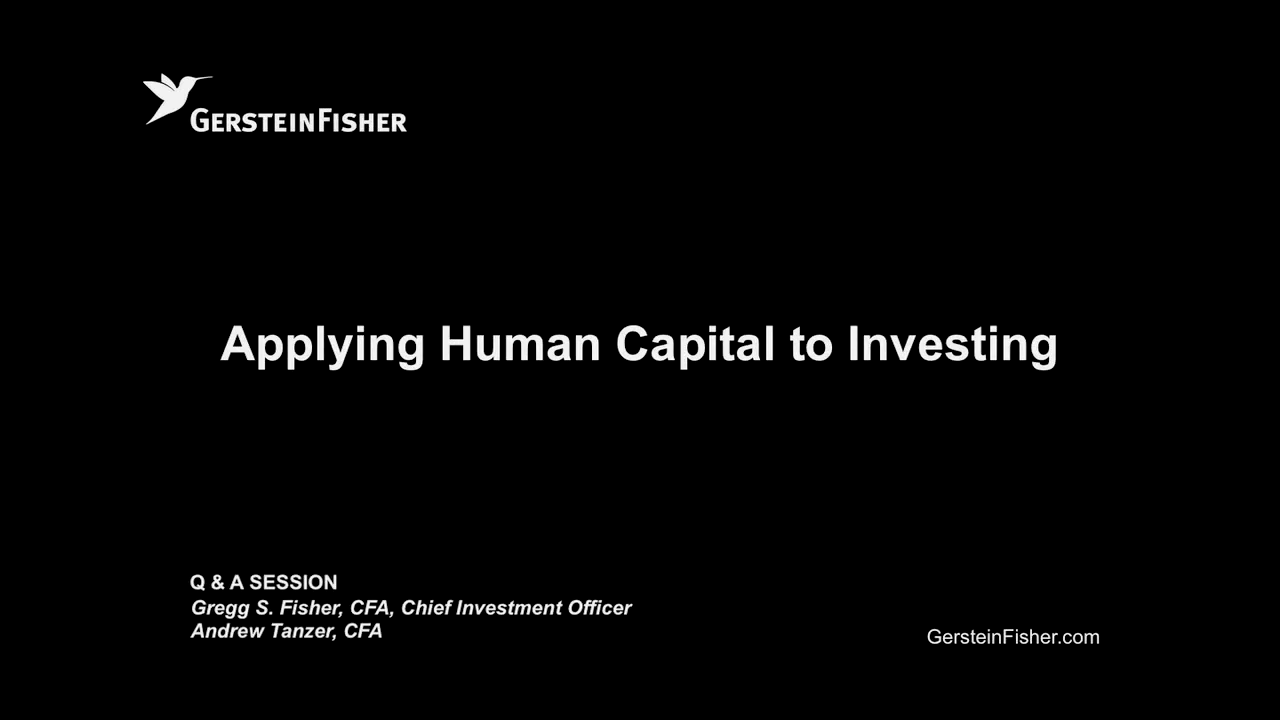 GERSTEINFISHER
Applying Human Capital to Investing
Q & A SESSION
Gregg S. Fisher, CFA, Chief Investment Officer
Andrew Tanzer, CFA
GersteinFisher.com